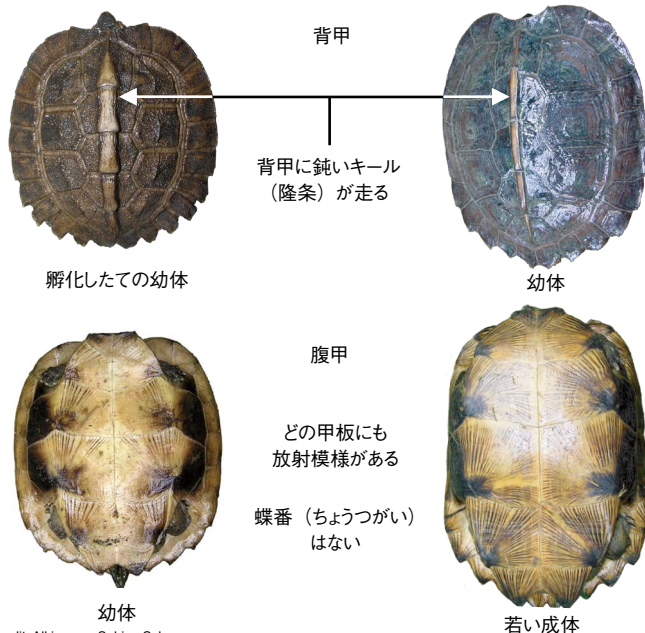 背甲
背甲に鈍いキール
（隆条）が走る
孵化したての幼体
幼体
腹甲
どの甲板にも
放射模様がある
蝶番（ちょうつがい）
はない
幼体
若い成体